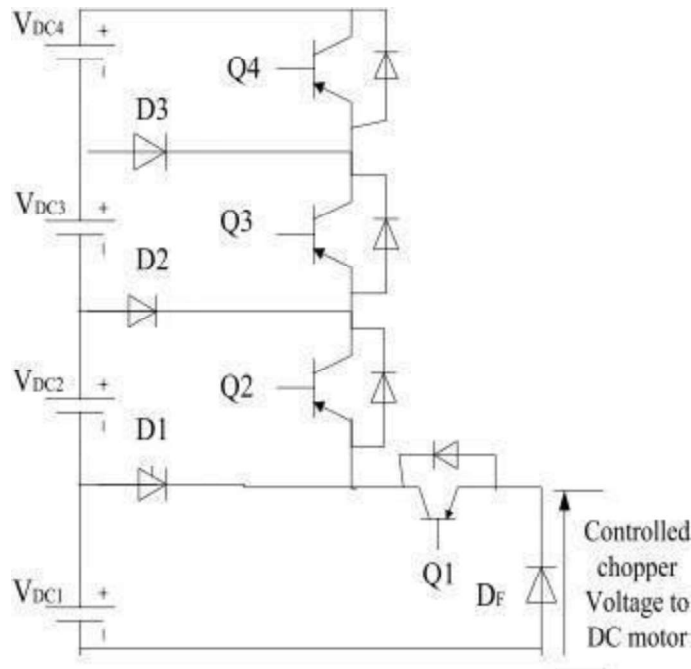 VDC4
+
Q4
I
D3
VDC3
+
Q3
I
D2
VDC2
+
Q2
I
D1
Controlled
chopper
Voltage to
DC motor
Q1
DF
VDC1
+
I